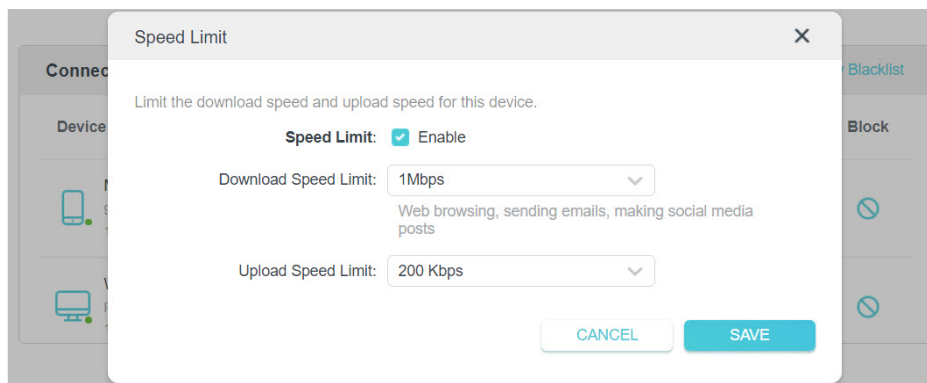 Speed Limit
Connec
Blacklist
Limit the download speed and upload speed for this device.
Device
Speed Limit: Enable
Block
Download Speed Limit: 1Mbps
Web browsing, sending emails, making social media
posts
Upload Speed Limit: 200 Kbps
CANCEL SAVE